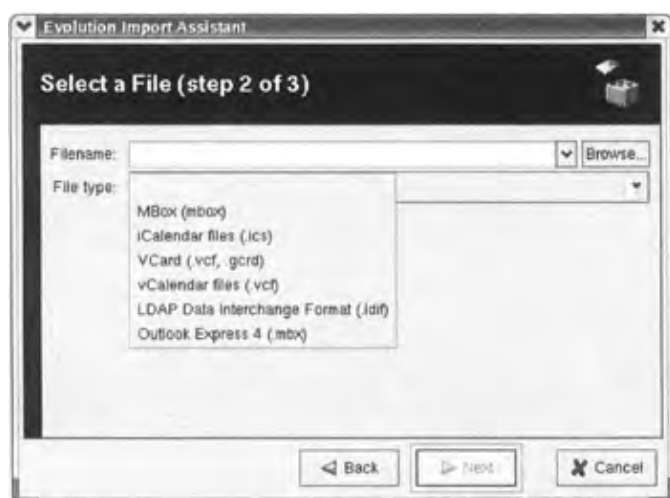 Evolution Import Assistant
Select a File (step 2 of 3)
Filename:
Browse...
File type:
MBox (mbox)
iCalendar files (.ics)
VCard (.vcf, .gcrd)
vCalendar files (.vcf)
LDAP Data Interchange Format (.ldif)
Outlook Express 4 (.mbx)
Back
Next
Cancel